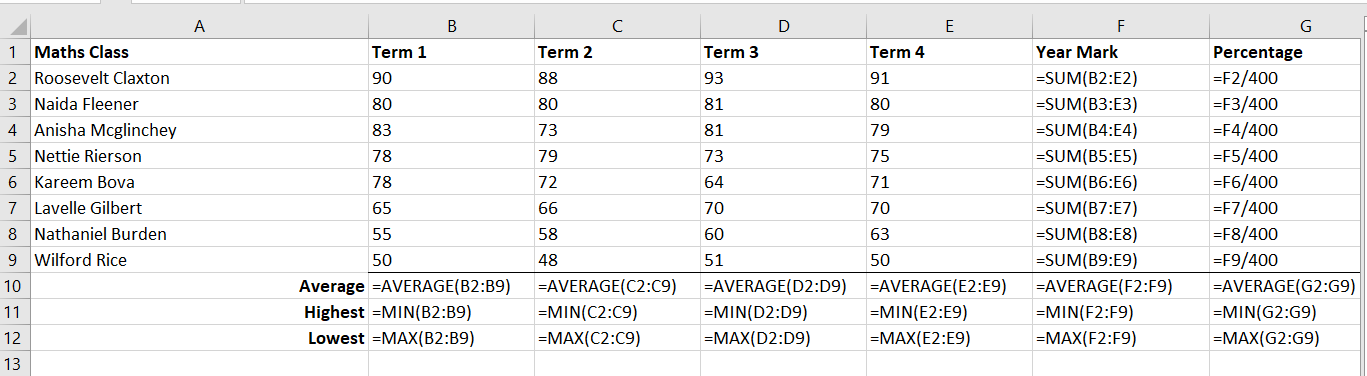 A B C D E F G
1 Maths Class Term 1 Term 2 Term 3 Term 4 Year Mark Percentage
2 Roosevelt Claxton 90 88 93 91 =SUM(B2:E2) =F2/400
3 Naida Fleener 80 80 81 80 =SUM(B3:E3) =F3/400
4 Anisha Mcglinchey 83 73 81 79 =SUM(B4:E4) =F4/400
5 Nettie Rierson 78 79 73 75 =SUM(B5:E5) =F5/400
6 Kareem Bova 78 72 64 71 =SUM(B6:E6) =F6/400
7 Lavelle Gilbert 65 66 70 70 =SUM(B7:E7) =F7/400
8 Nathaniel Burden 55 58 60 63 =SUM(B8:E8) =F8/400
9 Wilford Rice 50 48 51 50 =SUM(B9:E9) =F9/400
10 Average =AVERAGE(B2:B9) =AVERAGE(C2:C9) =AVERAGE(D2:D9) =AVERAGE(E2:E9) =AVERAGE(F2:F9) =AVERAGE(G2:G9)
11 Highest =MIN(B2:B9) =MIN(C2:C9) =MIN(D2:D9) =MIN(E2:E9) =MIN(F2:F9) =MIN(G2:G9)
12 Lowest =MAX(B2:B9) =MAX(C2:C9) =MAX(D2:D9) =MAX(E2:E9) =MAX(F2:F9) =MAX(G2:G9)
13